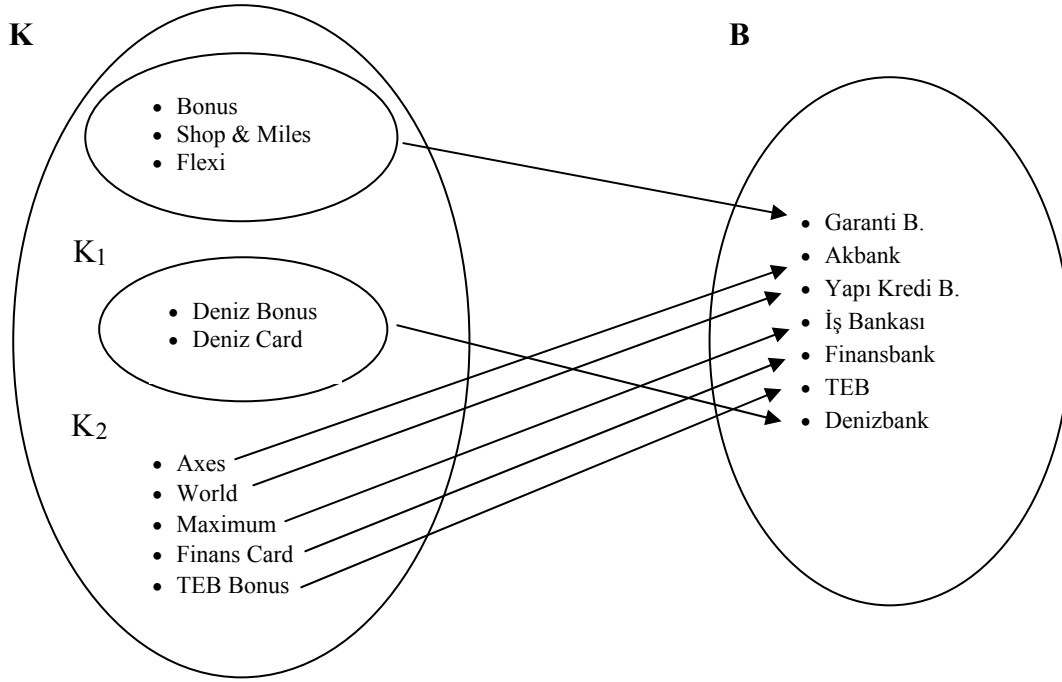 K
B
• Bonus
• Shop & Miles
• Flexi
K₁
• Deniz Bonus
• Deniz Card
K₂
• Axes
• World
• Maximum
• Finans Card
• TEB Bonus
• Garanti B.
• Akbank
• Yapı Kredi B.
• İş Bankası
• Finansbank
• TEB
• Denizbank